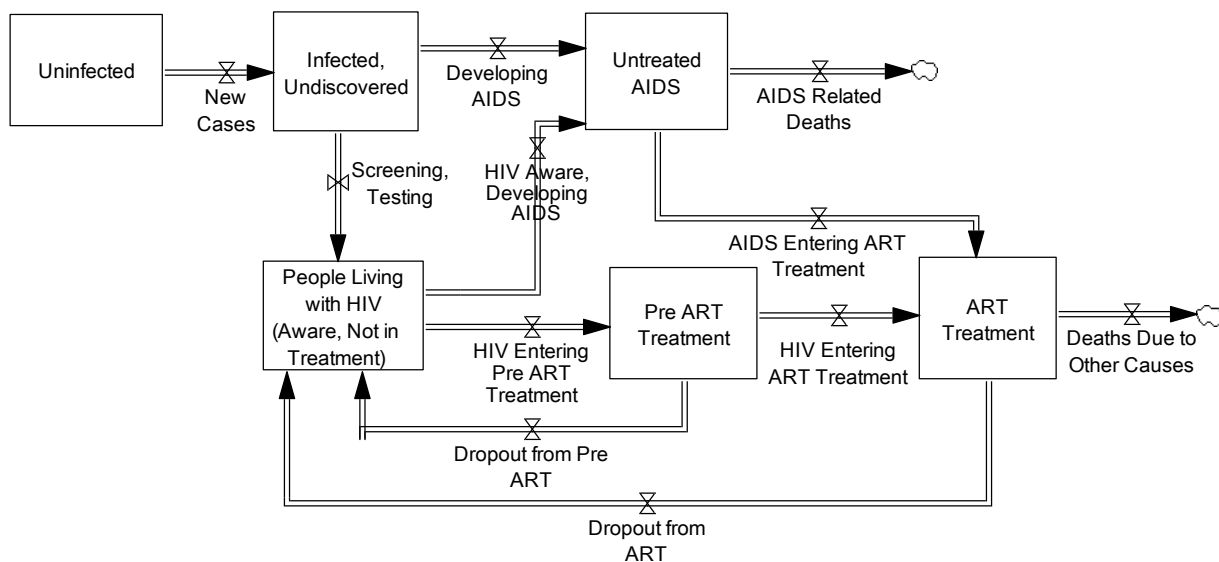 Uninfected
New
Cases
Infected,
Undiscovered
Developing
AIDS
Untreated
AIDS
AIDS Related
Deaths
Screening,
Testing
HIV Aware,
Developing
AIDS
AIDS Entering ART
Treatment
People Living
with HIV
(Aware, Not in
Treatment)
HIV Entering
Pre ART
Treatment
Pre ART
Treatment
HIV Entering
ART Treatment
ART
Treatment
Deaths Due to
Other Causes
Dropout from Pre
ART
Dropout from
ART